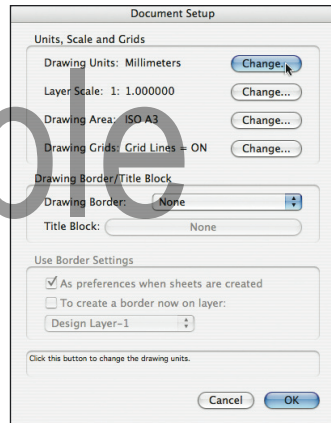 Document Setup
Units, Scale and Grids
Drawing Units: Millimeters Change...
Layer Scale: 1: 1.000000 Change...
Drawing Area: ISO A3 Change...
Drawing Grids: Grid Lines = ON Change...
Drawing Border/Title Block
Drawing Border: None
Title Block: None
Use Border Settings
As preferences when sheets are created
To create a border now on layer:
Design Layer-1
Click this button to change the drawing units.
Cancel OK